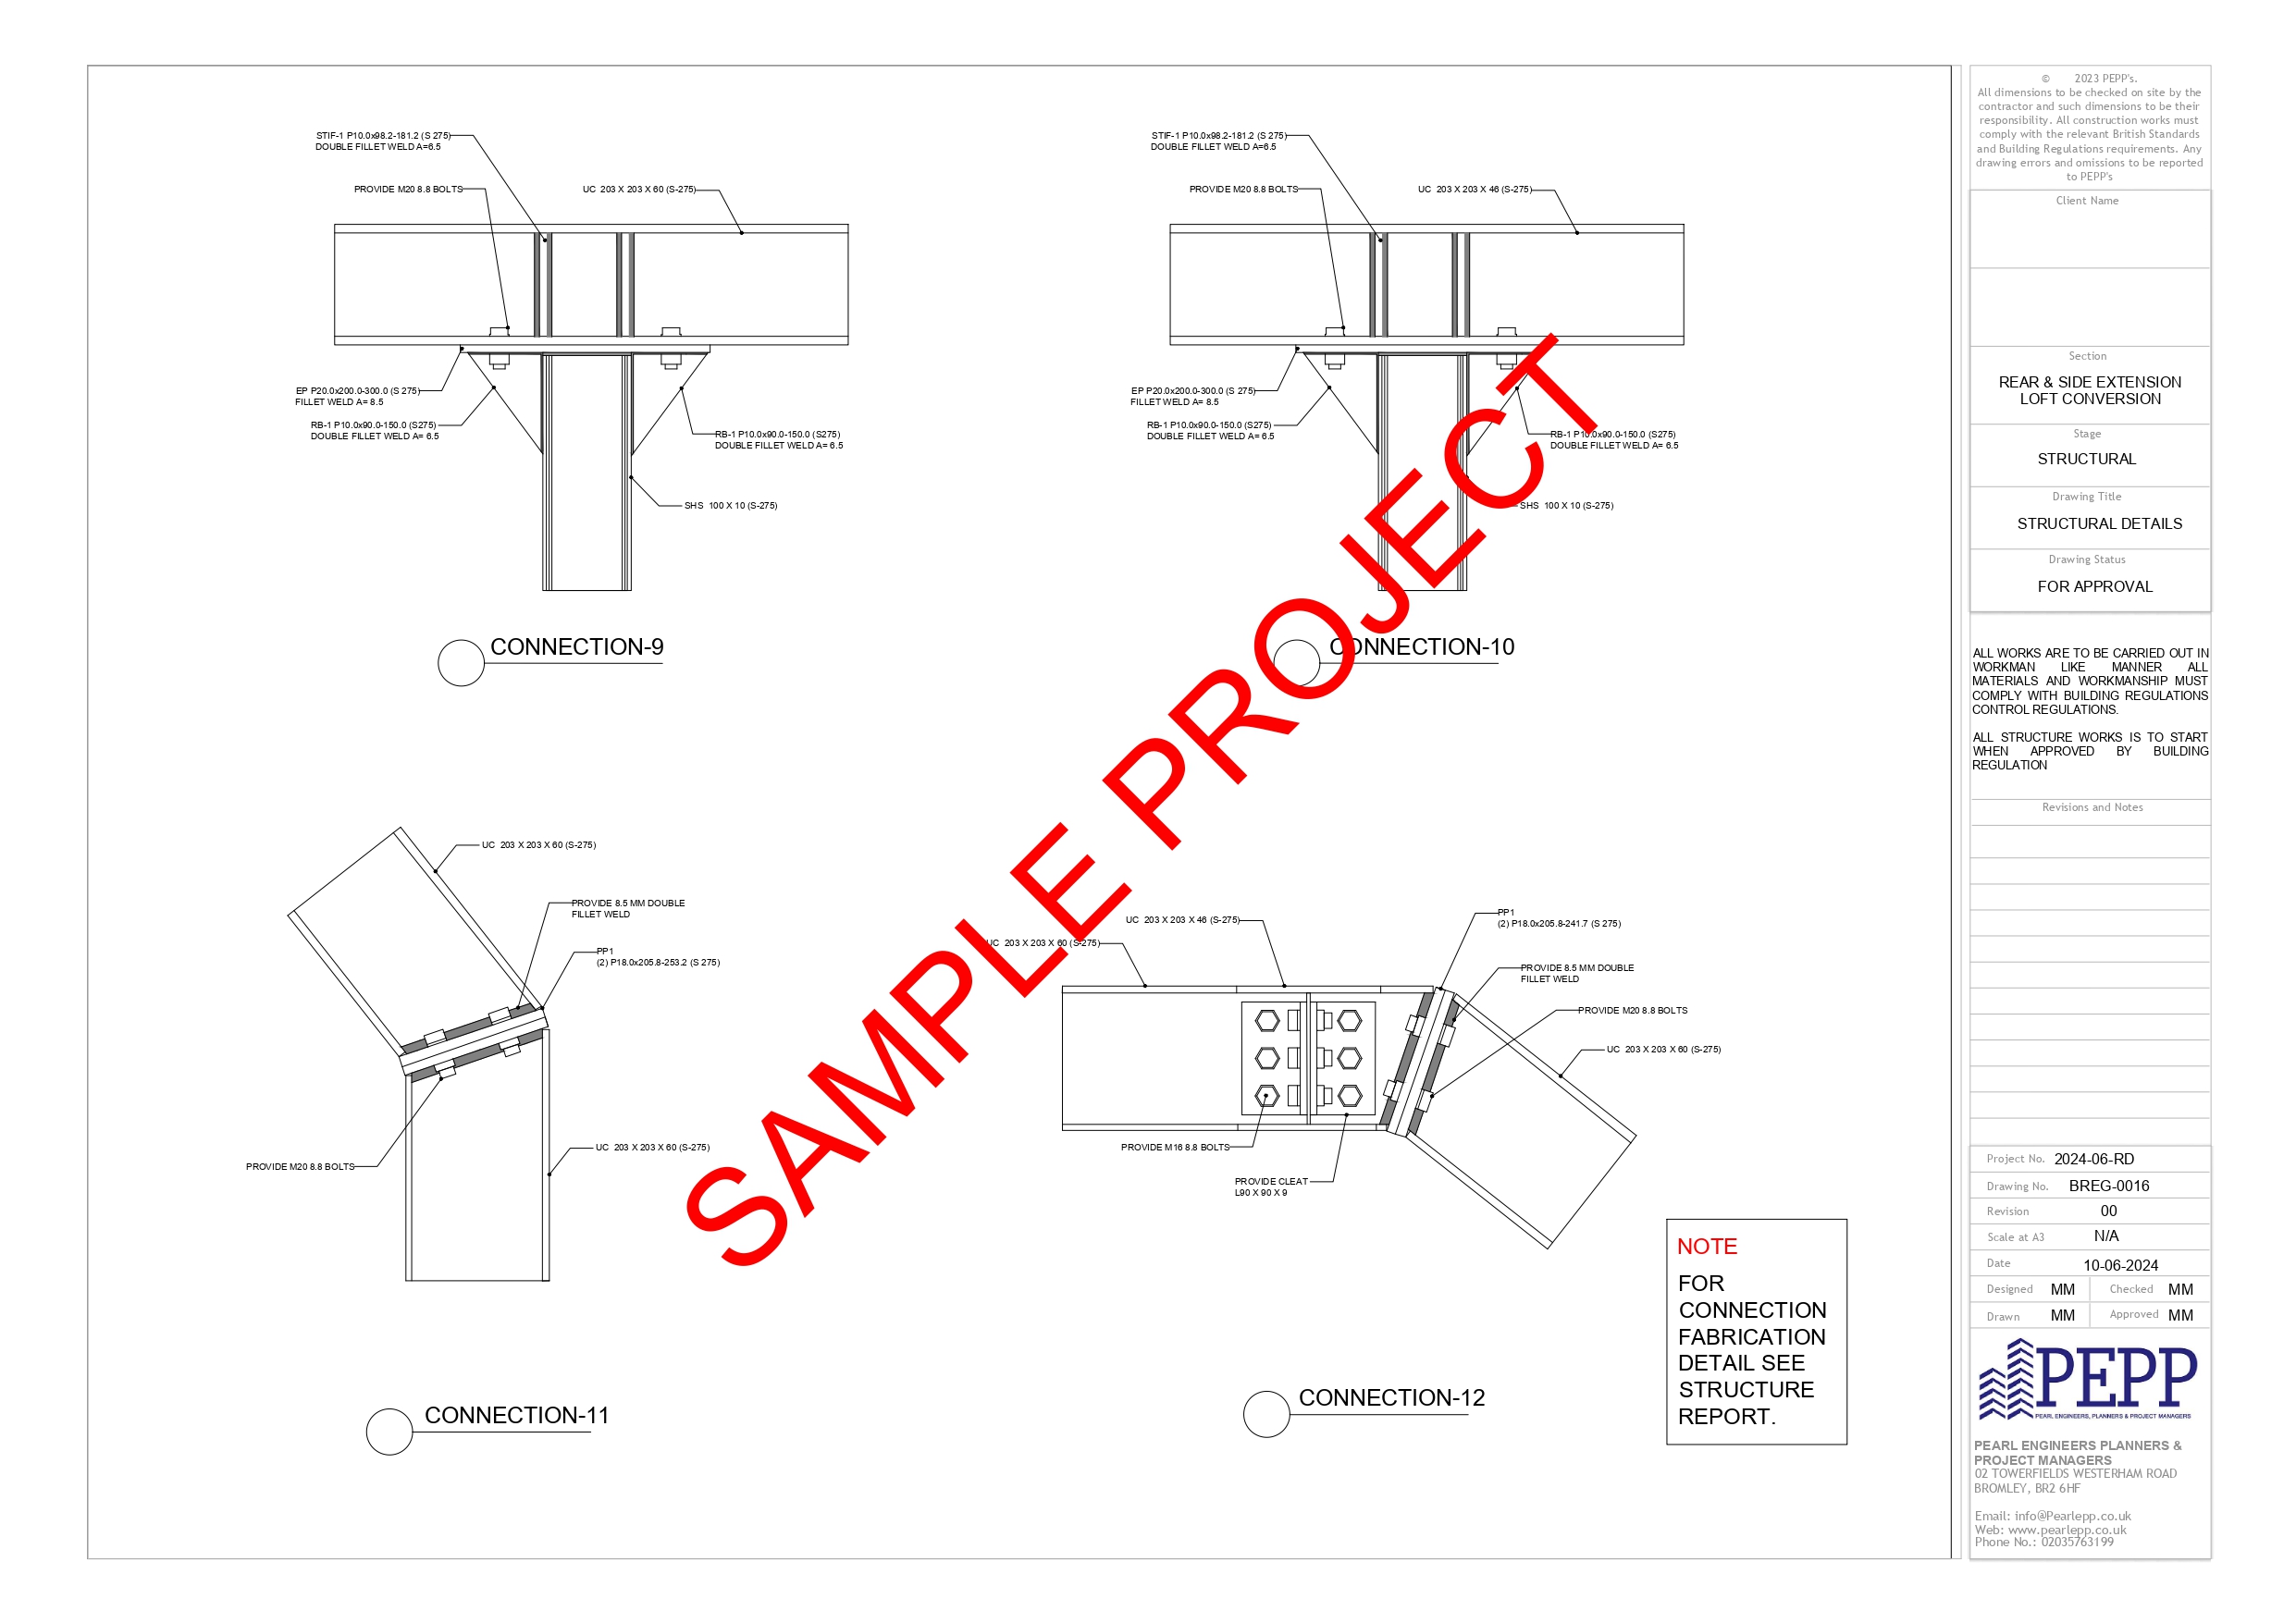 STIF-1 P10.0x98.2-181.2 (S 275)
DOUBLE FILLET WELD A=6.5
PROVIDE M20 8.8 BOLTS
UC 203 X 203 X 60 (S-275)
EP P20.0x200.0-300.0 (S 275)
FILLET WELD A= 8.5
RB-1 P10.0x90.0-150.0 (S275)
DOUBLE FILLET WELD A= 6.5
RB-1 P10.0x90.0-150.0 (S275)
DOUBLE FILLET WELD A= 6.5
SHS 100 X 10 (S-275)
CONNECTION-9
STIF-1 P10.0x98.2-181.2 (S 275)
DOUBLE FILLET WELD A=6.5
PROVIDE M20 8.8 BOLTS
UC 203 X 203 X 46 (S-275)
EP P20.0x200.0-300.0 (S 275)
FILLET WELD A= 8.5
RB-1 P10.0x90.0-150.0 (S275)
DOUBLE FILLET WELD A= 6.5
RB-1 P10.0x90.0-150.0 (S275)
DOUBLE FILLET WELD A= 6.5
SHS 100 X 10 (S-275)
CONNECTION-10
SAMPLE PROJECT
UC 203 X 203 X 60 (S-275)
PROVIDE 8.5 MM DOUBLE
FILLET WELD
PP1
(2) P18.0x205.8-253.2 (S 275)
UC 203 X 203 X 60 (S-275)
PROVIDE M20 8.8 BOLTS
CONNECTION-11
UC 203 X 203 X 46 (S-275)
UC 203 X 203 X 60 (S-275)
PP1
(2) P18.0x205.8-241.7 (S 275)
PROVIDE 8.5 MM DOUBLE
FILLET WELD
PROVIDE M20 8.8 BOLTS
UC 203 X 203 X 60 (S-275)
PROVIDE M16 8.8 BOLTS
PROVIDE CLEAT
L90 X 90 X 9
CONNECTION-12
NOTE
FOR
CONNECTION
FABRICATION
DETAIL SEE
STRUCTURE
REPORT.
© 2023 PEPP's.
All dimensions to be checked on site by the
contractor and such dimensions to be their
responsibility. All construction works must
comply with the relevant British Standards
and Building Regulations requirements. Any
drawing errors and omissions to be reported
to PEPP's
Client Name
Section
REAR & SIDE EXTENSION
LOFT CONVERSION
Stage
STRUCTURAL
Drawing Title
STRUCTURAL DETAILS
Drawing Status
FOR APPROVAL
ALL WORKS ARE TO BE CARRIED OUT IN
WORKMAN LIKE MANNER ALL
MATERIALS AND WORKMANSHIP MUST
COMPLY WITH BUILDING REGULATIONS
CONTROL REGULATIONS.
ALL STRUCTURE WORKS IS TO START
WHEN APPROVED BY BUILDING
REGULATION
Revisions and Notes
Project No. 2024-06-RD
Drawing No. BREG-0016
Revision 00
Scale at A3 N/A
Date 10-06-2024
Designed MM Checked MM
Drawn MM Approved MM
PEPP
PEARL ENGINEERS, PLANNERS & PROJECT MANAGERS
PEARL ENGINEERS PLANNERS &
PROJECT MANAGERS
02 TOWERFIELDS WESTERHAM ROAD
BROMLEY, BR2 6HF
Email: info@Pearlepp.co.uk
Web: www.pearlepp.co.uk
Phone No.: 02035763199